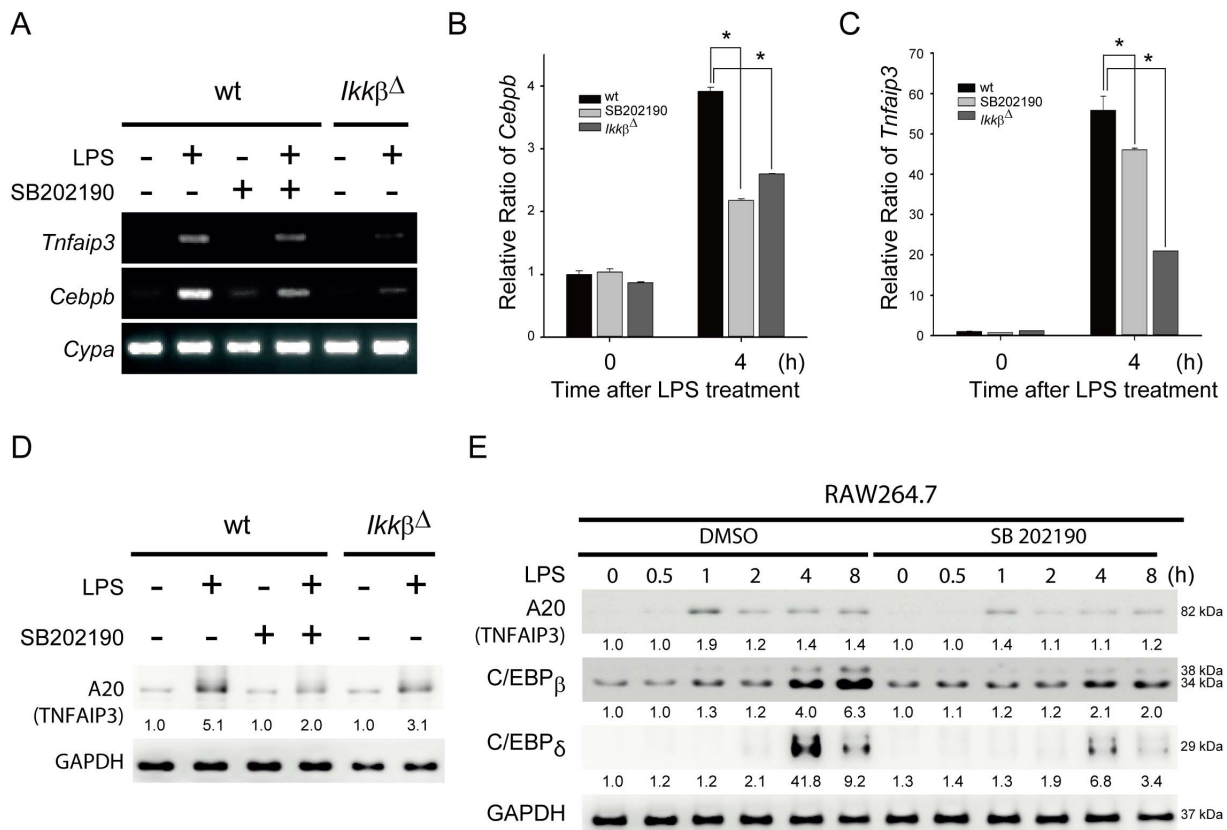 A
wt IkkβΔ
LPS - + - + - +
SB202190 - - + + - -
Tnfaip3
Cebpb
Cypa
B
Relative Ratio of Cebpb
4
3
2
1
0
wt
SB202190
IkkβΔ
* *
0 4 (h)
Time after LPS treatment
C
Relative Ratio of Tnfaip3
70
60
50
40
30
20
10
0
wt
SB202190
IkkβΔ
* *
0 4 (h)
Time after LPS treatment
D
wt IkkβΔ
LPS - + - + - +
SB202190 - - + + - -
A20
(TNFAIP3)
1.0 5.1 1.0 2.0 1.0 3.1
GAPDH
E
RAW264.7
DMSO SB 202190
LPS 0 0.5 1 2 4 8 0 0.5 1 2 4 8 (h)
A20 82 kDa
(TNFAIP3)
1.0 1.0 1.9 1.2 1.4 1.4 1.0 1.0 1.4 1.1 1.1 1.2
C/EBPβ 38 kDa
34 kDa
1.0 1.0 1.3 1.2 4.0 6.3 1.0 1.1 1.2 1.2 2.1 2.0
C/EBPδ 29 kDa
1.0 1.2 1.2 2.1 41.8 9.2 1.3 1.4 1.3 1.9 6.8 3.4
GAPDH 37 kDa